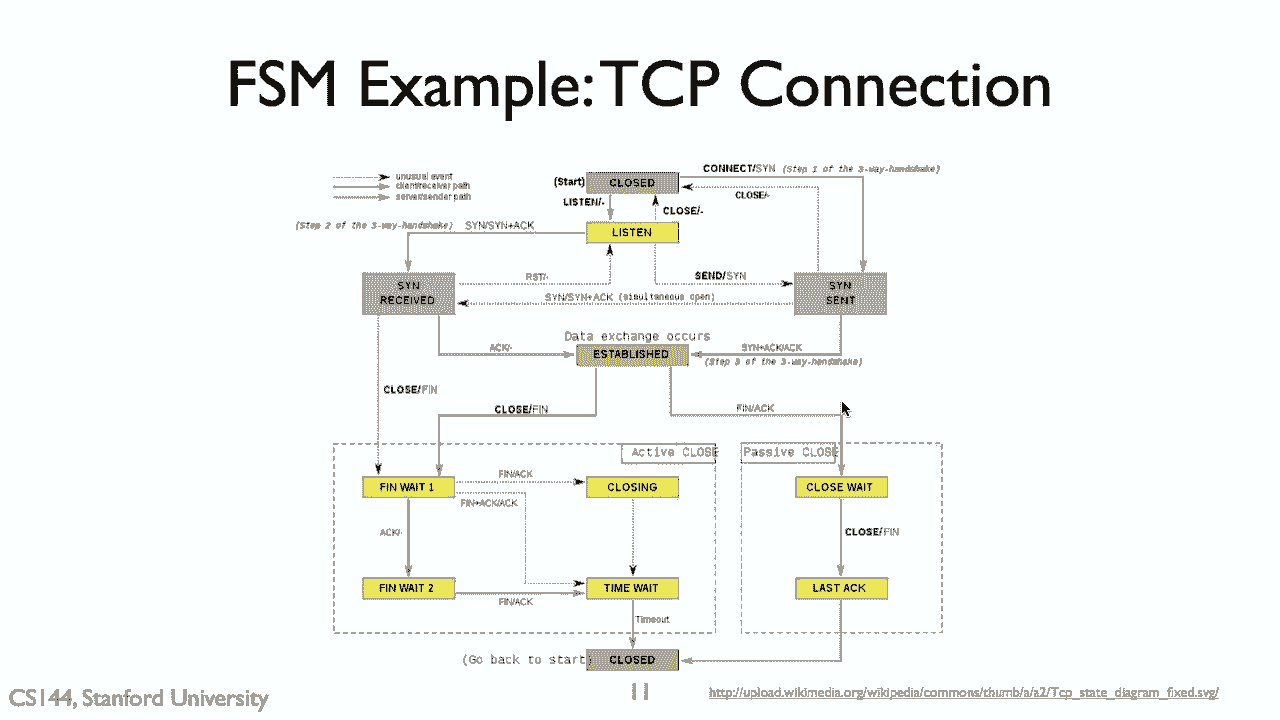 FSM Example: TCP Connection
unusual event
client/receiver path
server/sender path
(Start)
CLOSED
CONNECT/SYN (Step 1 of the 3-way-handshake)
CLOSE/-
LISTEN/-
CLOSE/-
(Step 2 of the 3-way-handshake) SYN/SYN+ACK
LISTEN
RST/-
SEND/SYN
SYN
RECEIVED
SYN
SENT
SYN/SYN+ACK (simultaneous open)
Data exchange occurs
ACK/-
ESTABLISHED
SYN+ACK/ACK
(Step 3 of the 3-way-handshake)
CLOSE/FIN
CLOSE/FIN
FIN/ACK
Active CLOSE
Passive CLOSE
FIN WAIT 1
FIN/ACK
CLOSING
CLOSE WAIT
FIN+ACK/ACK
ACK/-
CLOSE/FIN
FIN WAIT 2
FIN/ACK
TIME WAIT
LAST ACK
Timeout
(Go back to start)
CLOSED
CS144, Stanford University
11
http://upload.wikimedia.org/wikipedia/commons/thumb/a/a2/Tcp_state_diagram_fixed.svg/